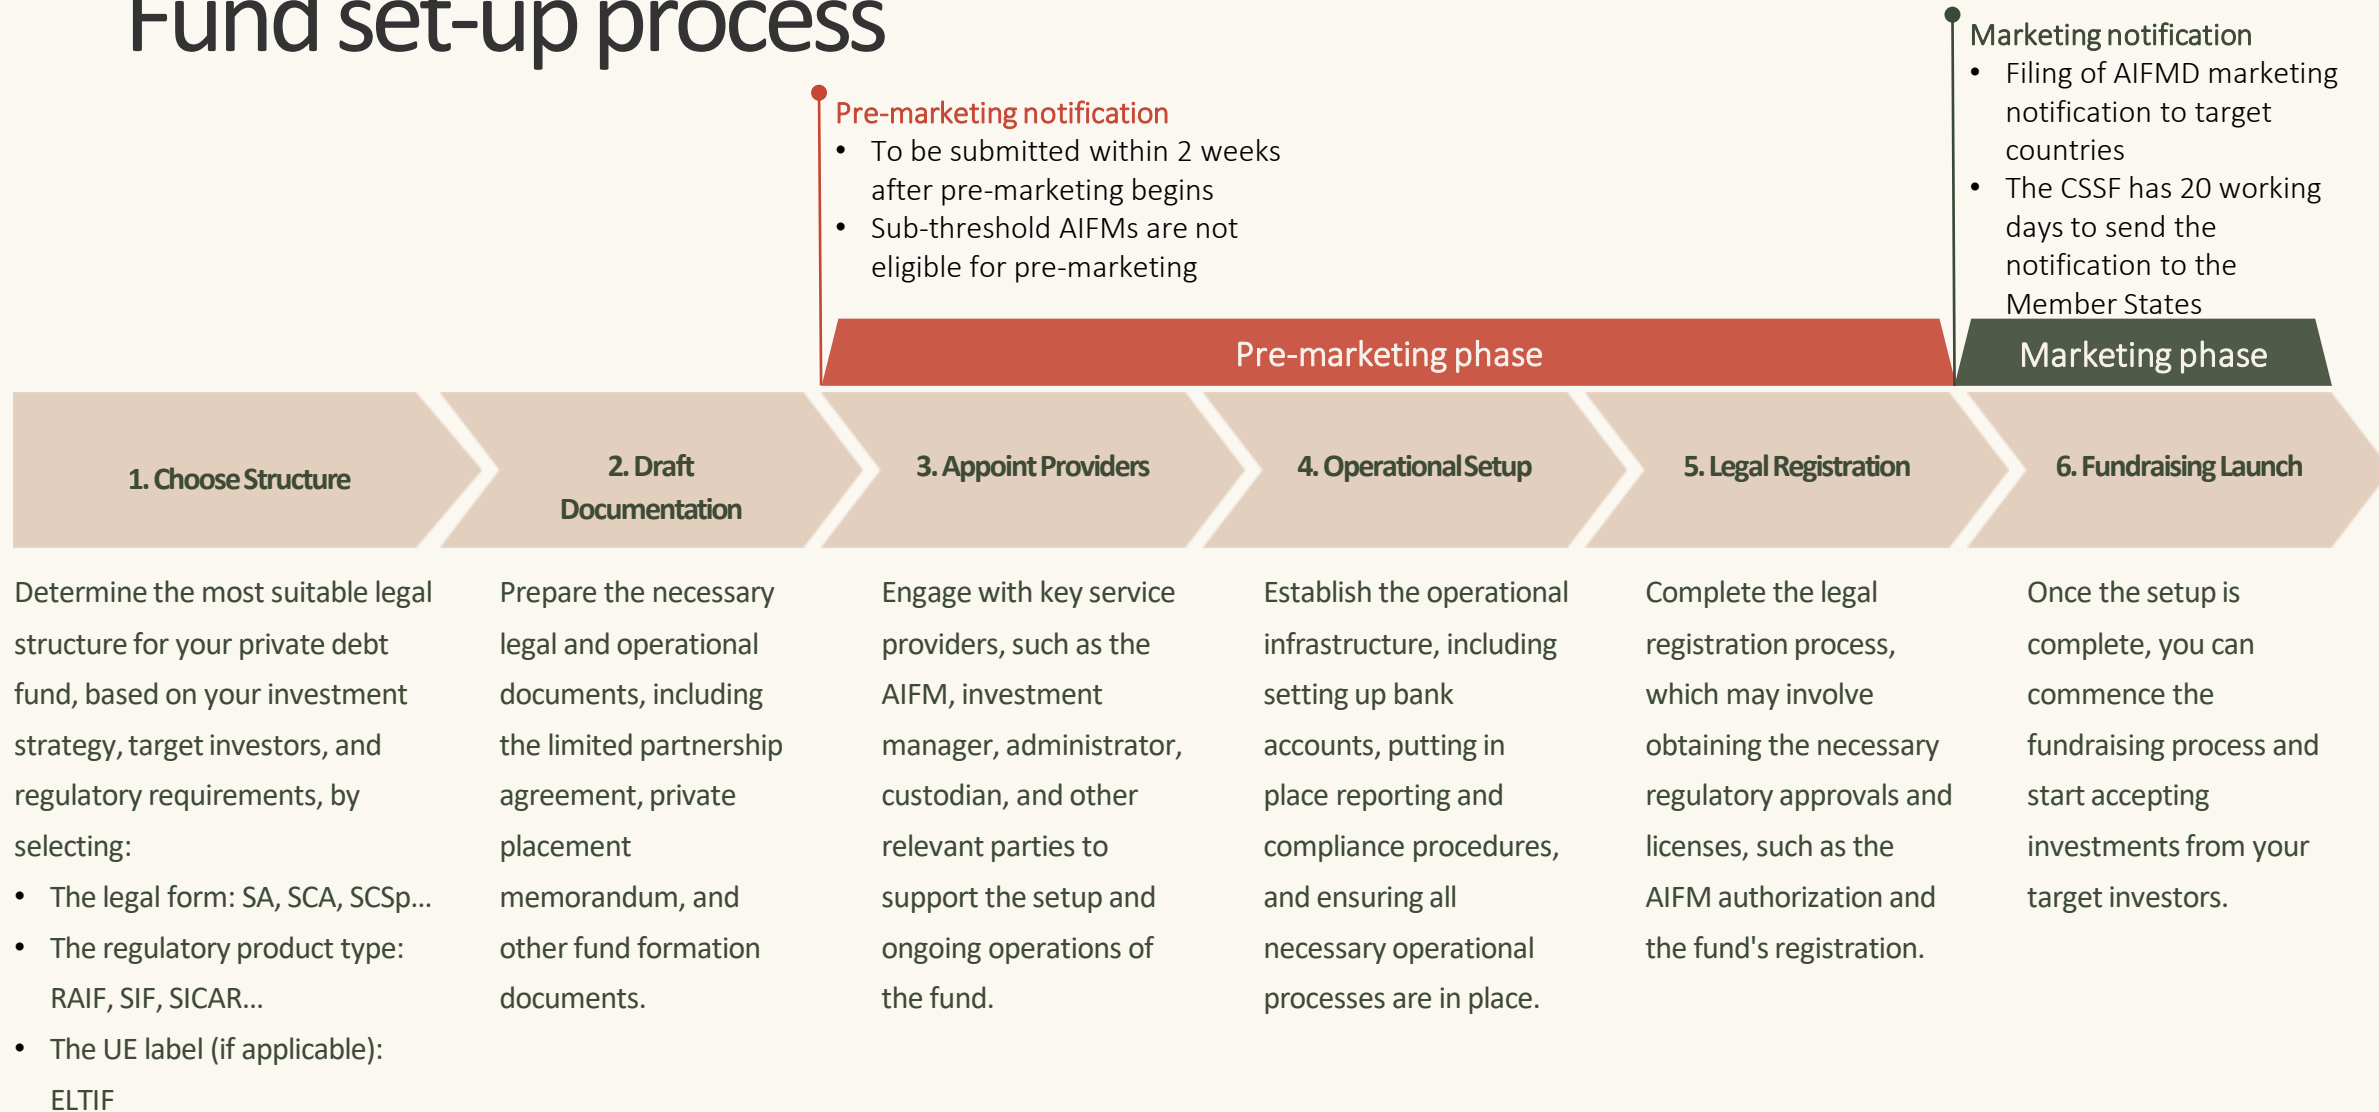 Fund set-up process
Marketing notification
• Filing of AIFMD marketing
notification to target
countries
• The CSSF has 20 working
days to send the
notification to the
Member States
Pre-marketing notification
• To be submitted within 2 weeks
after pre-marketing begins
• Sub-threshold AIFMs are not
eligible for pre-marketing
Pre-marketing phase
Marketing phase
1. Choose Structure
2. Draft
Documentation
3. Appoint Providers
4. Operational Setup
5. Legal Registration
6. Fundraising Launch
Determine the most suitable legal
structure for your private debt
fund, based on your investment
strategy, target investors, and
regulatory requirements, by
selecting:
• The legal form: SA, SCA, SCSp...
• The regulatory product type:
RAIF, SIF, SICAR...
• The UE label (if applicable):
ELTIF
Prepare the necessary
legal and operational
documents, including
the limited partnership
agreement, private
placement
memorandum, and
other fund formation
documents.
Engage with key service
providers, such as the
AIFM, investment
manager, administrator,
custodian, and other
relevant parties to
support the setup and
ongoing operations of
the fund.
Establish the operational
infrastructure, including
setting up bank
accounts, putting in
place reporting and
compliance procedures,
and ensuring all
necessary operational
processes are in place.
Complete the legal
registration process,
which may involve
obtaining the necessary
regulatory approvals and
licenses, such as the
AIFM authorization and
the fund's registration.
Once the setup is
complete, you can
commence the
fundraising process and
start accepting
investments from your
target investors.